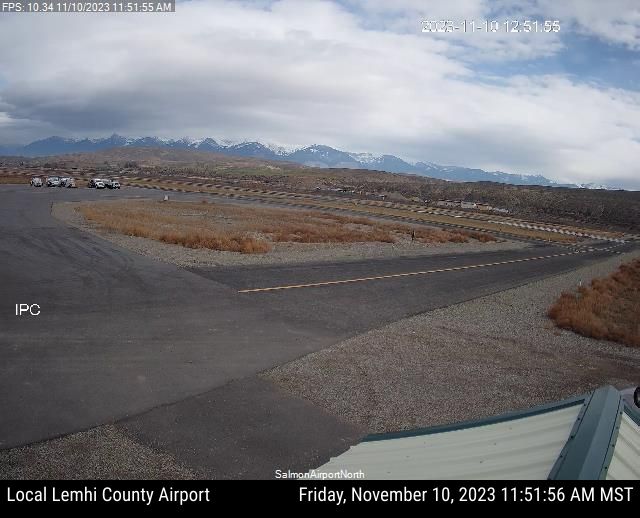 FPS: 10.34 11/10/2023 11:51:55 AM
2023-11-10 12:51:55
IPC
SalmonAirportNorth
Local Lemhi County Airport Friday, November 10, 2023 11:51:56 AM MST